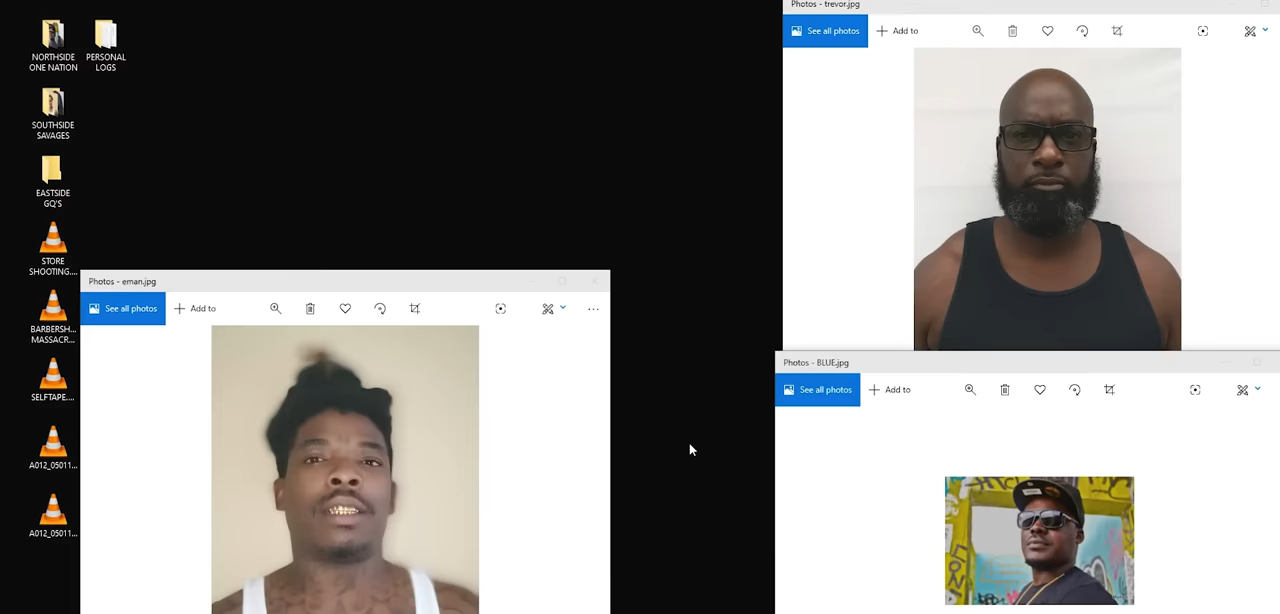 NORTHSIDE
ONE NATION
PERSONAL
LOGS
SOUTHSIDE
SAVAGES
EASTSIDE
GQ'S
STORE
SHOOTING....
BARBERSH...
MASSACR...
SELFTAPE....
A012_05011...
A012_05011...
Photos - trevor.jpg
See all photos
Add to
Photos - eman.jpg
See all photos
Add to
Photos - BLUE.jpg
See all photos
Add to